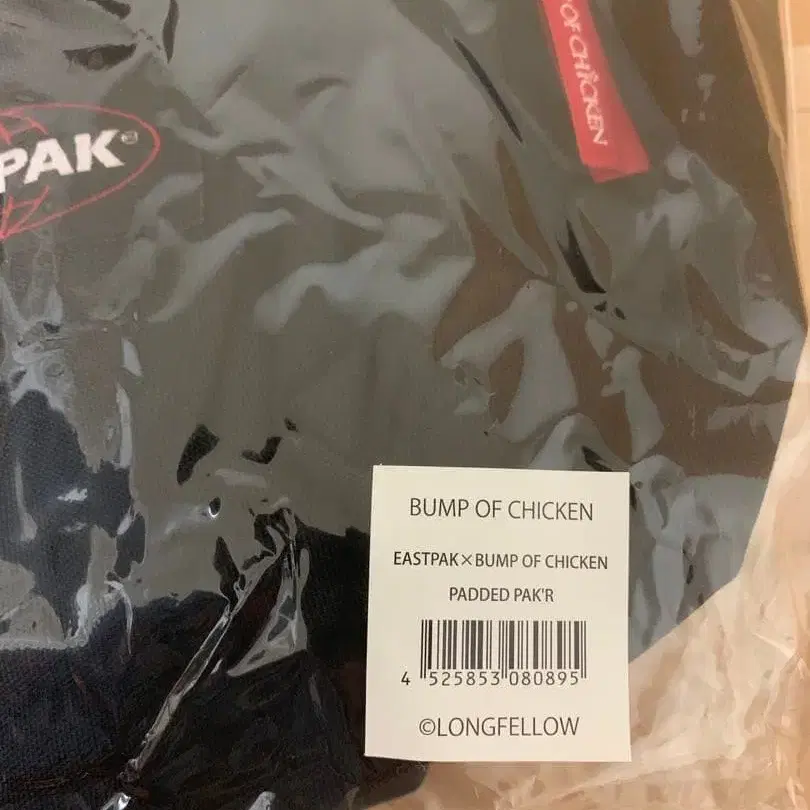 OF CHICKEN
PAK®
BUMP OF CHICKEN
EASTPAK×BUMP OF CHICKEN
PADDED PAK'R
4 525853 080895
©LONGFELLOW